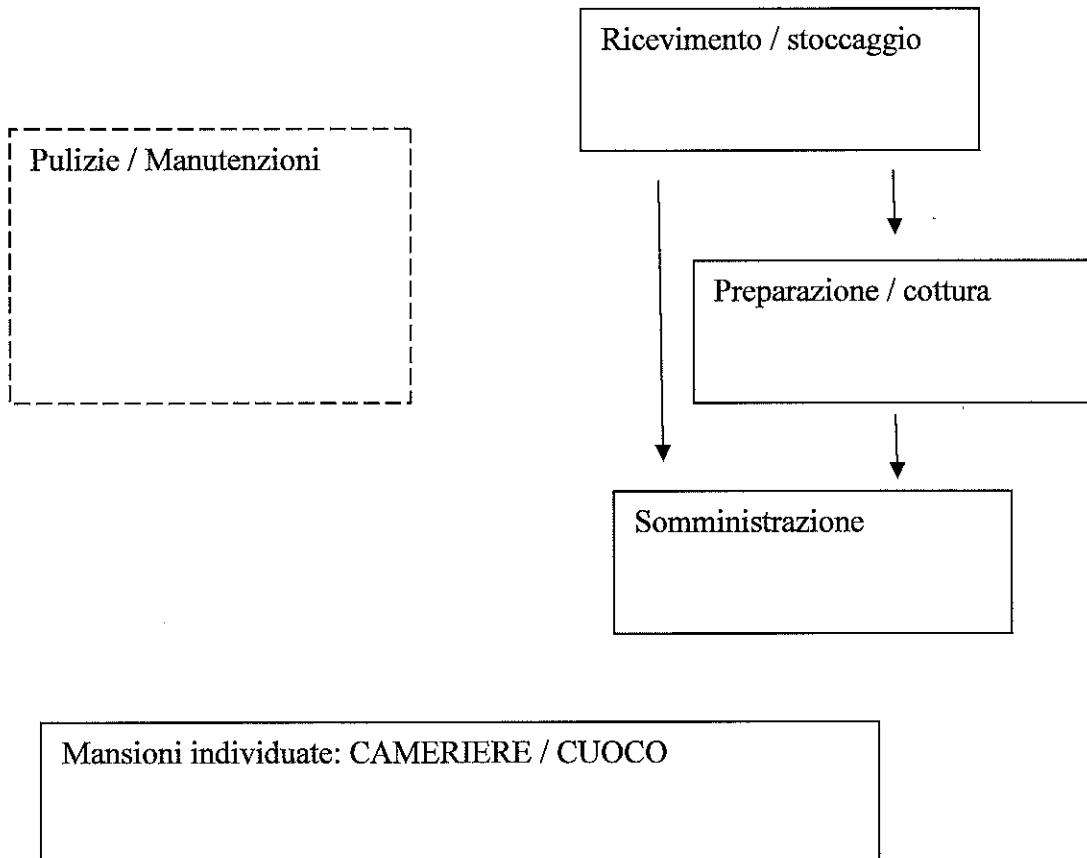 Ricevimento / stoccaggio
Pulizie / Manutenzioni
Preparazione / cottura
Somministrazione
Mansioni individuate: CAMERIERE / CUOCO